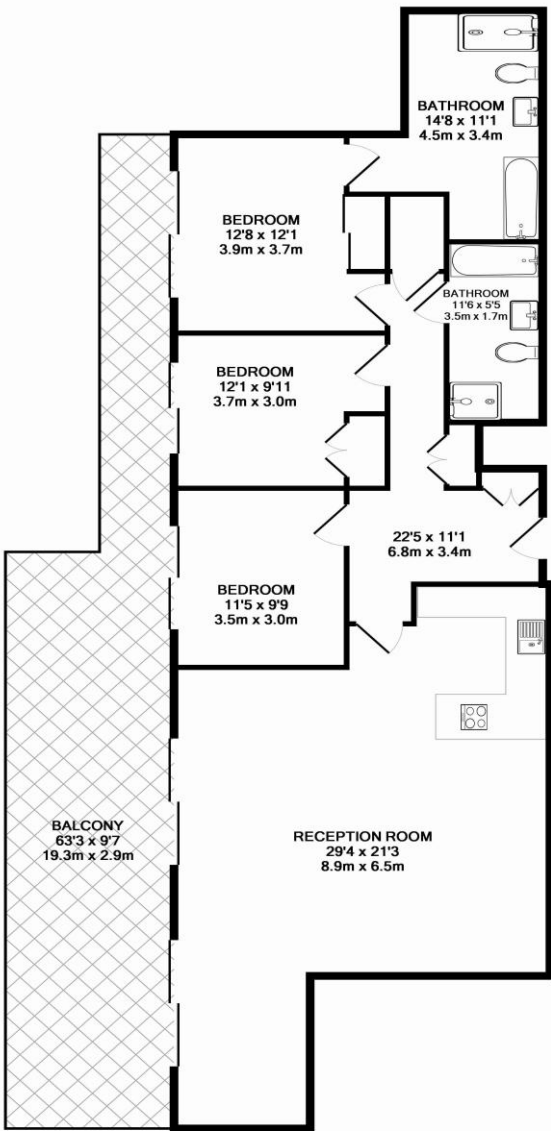 BATHROOM
14'8 x 11'1
4.5m x 3.4m
BEDROOM
12'8 x 12'1
3.9m x 3.7m
BATHROOM
11'6 x 5'5
3.5m x 1.7m
BEDROOM
12'1 x 9'11
3.7m x 3.0m
22'5 x 11'1
6.8m x 3.4m
BEDROOM
11'5 x 9'9
3.5m x 3.0m
BALCONY
63'3 x 9'7
19.3m x 2.9m
RECEPTION ROOM
29'4 x 21'3
8.9m x 6.5m